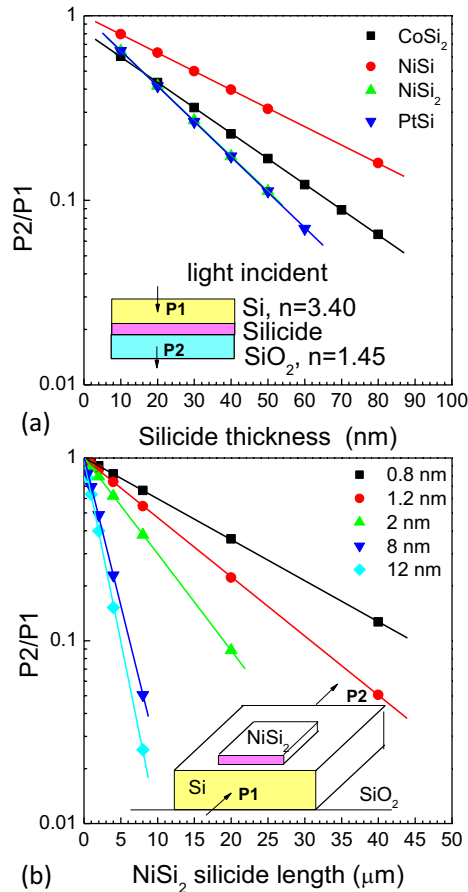 1
0.1
0.01
P2/P1
CoSi₂
NiSi
NiSi₂
PtSi
light incident
P1
Si, n=3.40
Silicide
P2
SiO₂, n=1.45
0 10 20 30 40 50 60 70 80 90 100
(a) Silicide thickness (nm)
1
0.1
0.01
P2/P1
0.8 nm
1.2 nm
2 nm
8 nm
12 nm
P2
NiSi₂
Si
P1
SiO₂
0 5 10 15 20 25 30 35 40 45 50
(b) NiSi₂ silicide length (μm)